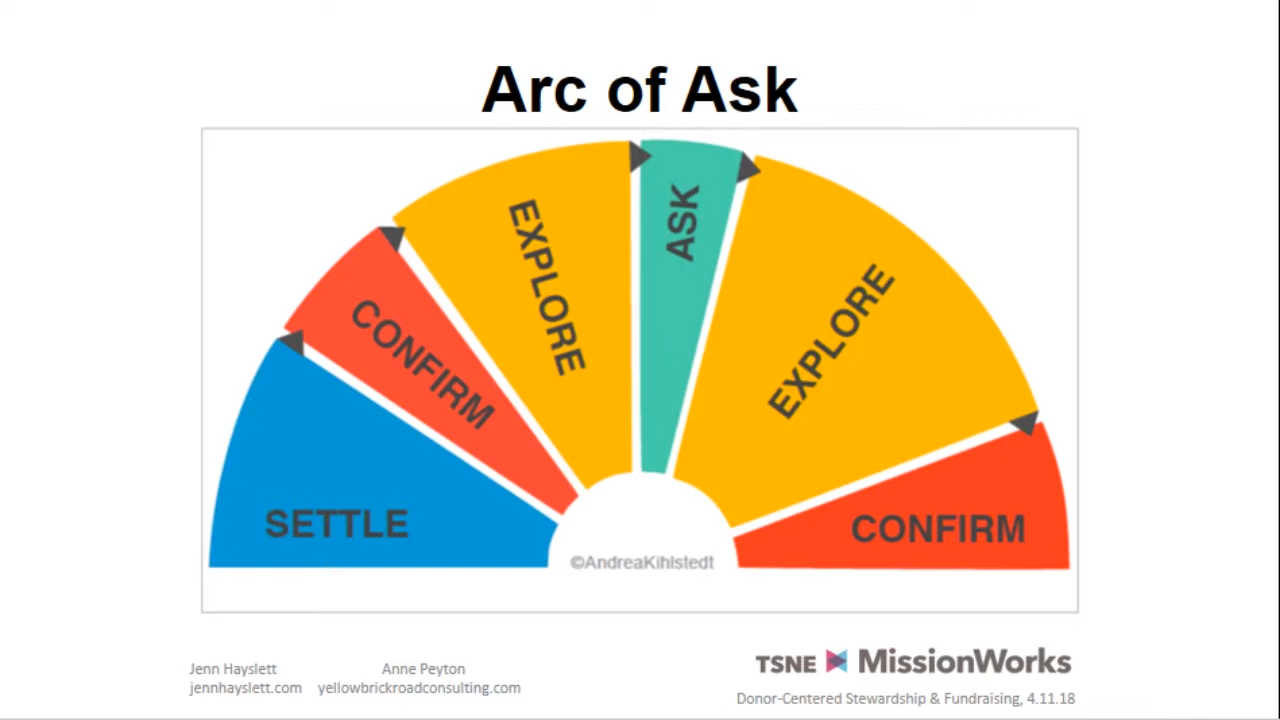 Arc of Ask
SETTLE
CONFIRM
EXPLORE
ASK
EXPLORE
CONFIRM
©AndreaKihlstedt
Jenn Hayslett
jennhayslett.com
Anne Peyton
yellowbrickroadconsulting.com
TSNE MissionWorks
Donor-Centered Stewardship & Fundraising, 4.11.18